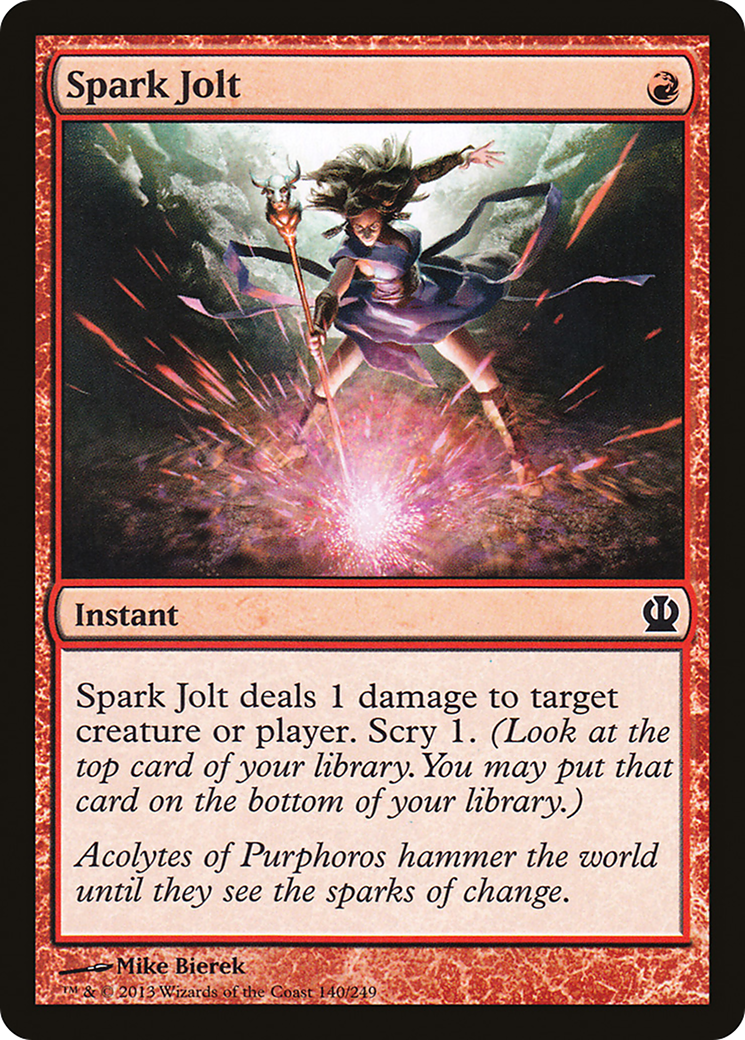 Spark Jolt
Instant
Spark Jolt deals 1 damage to target
creature or player. Scry 1. (Look at the
top card of your library. You may put that
card on the bottom of your library.)
Acolytes of Purphoros hammer the world
until they see the sparks of change.
Mike Bierek
™ & © 2013 Wizards of the Coast 140/249